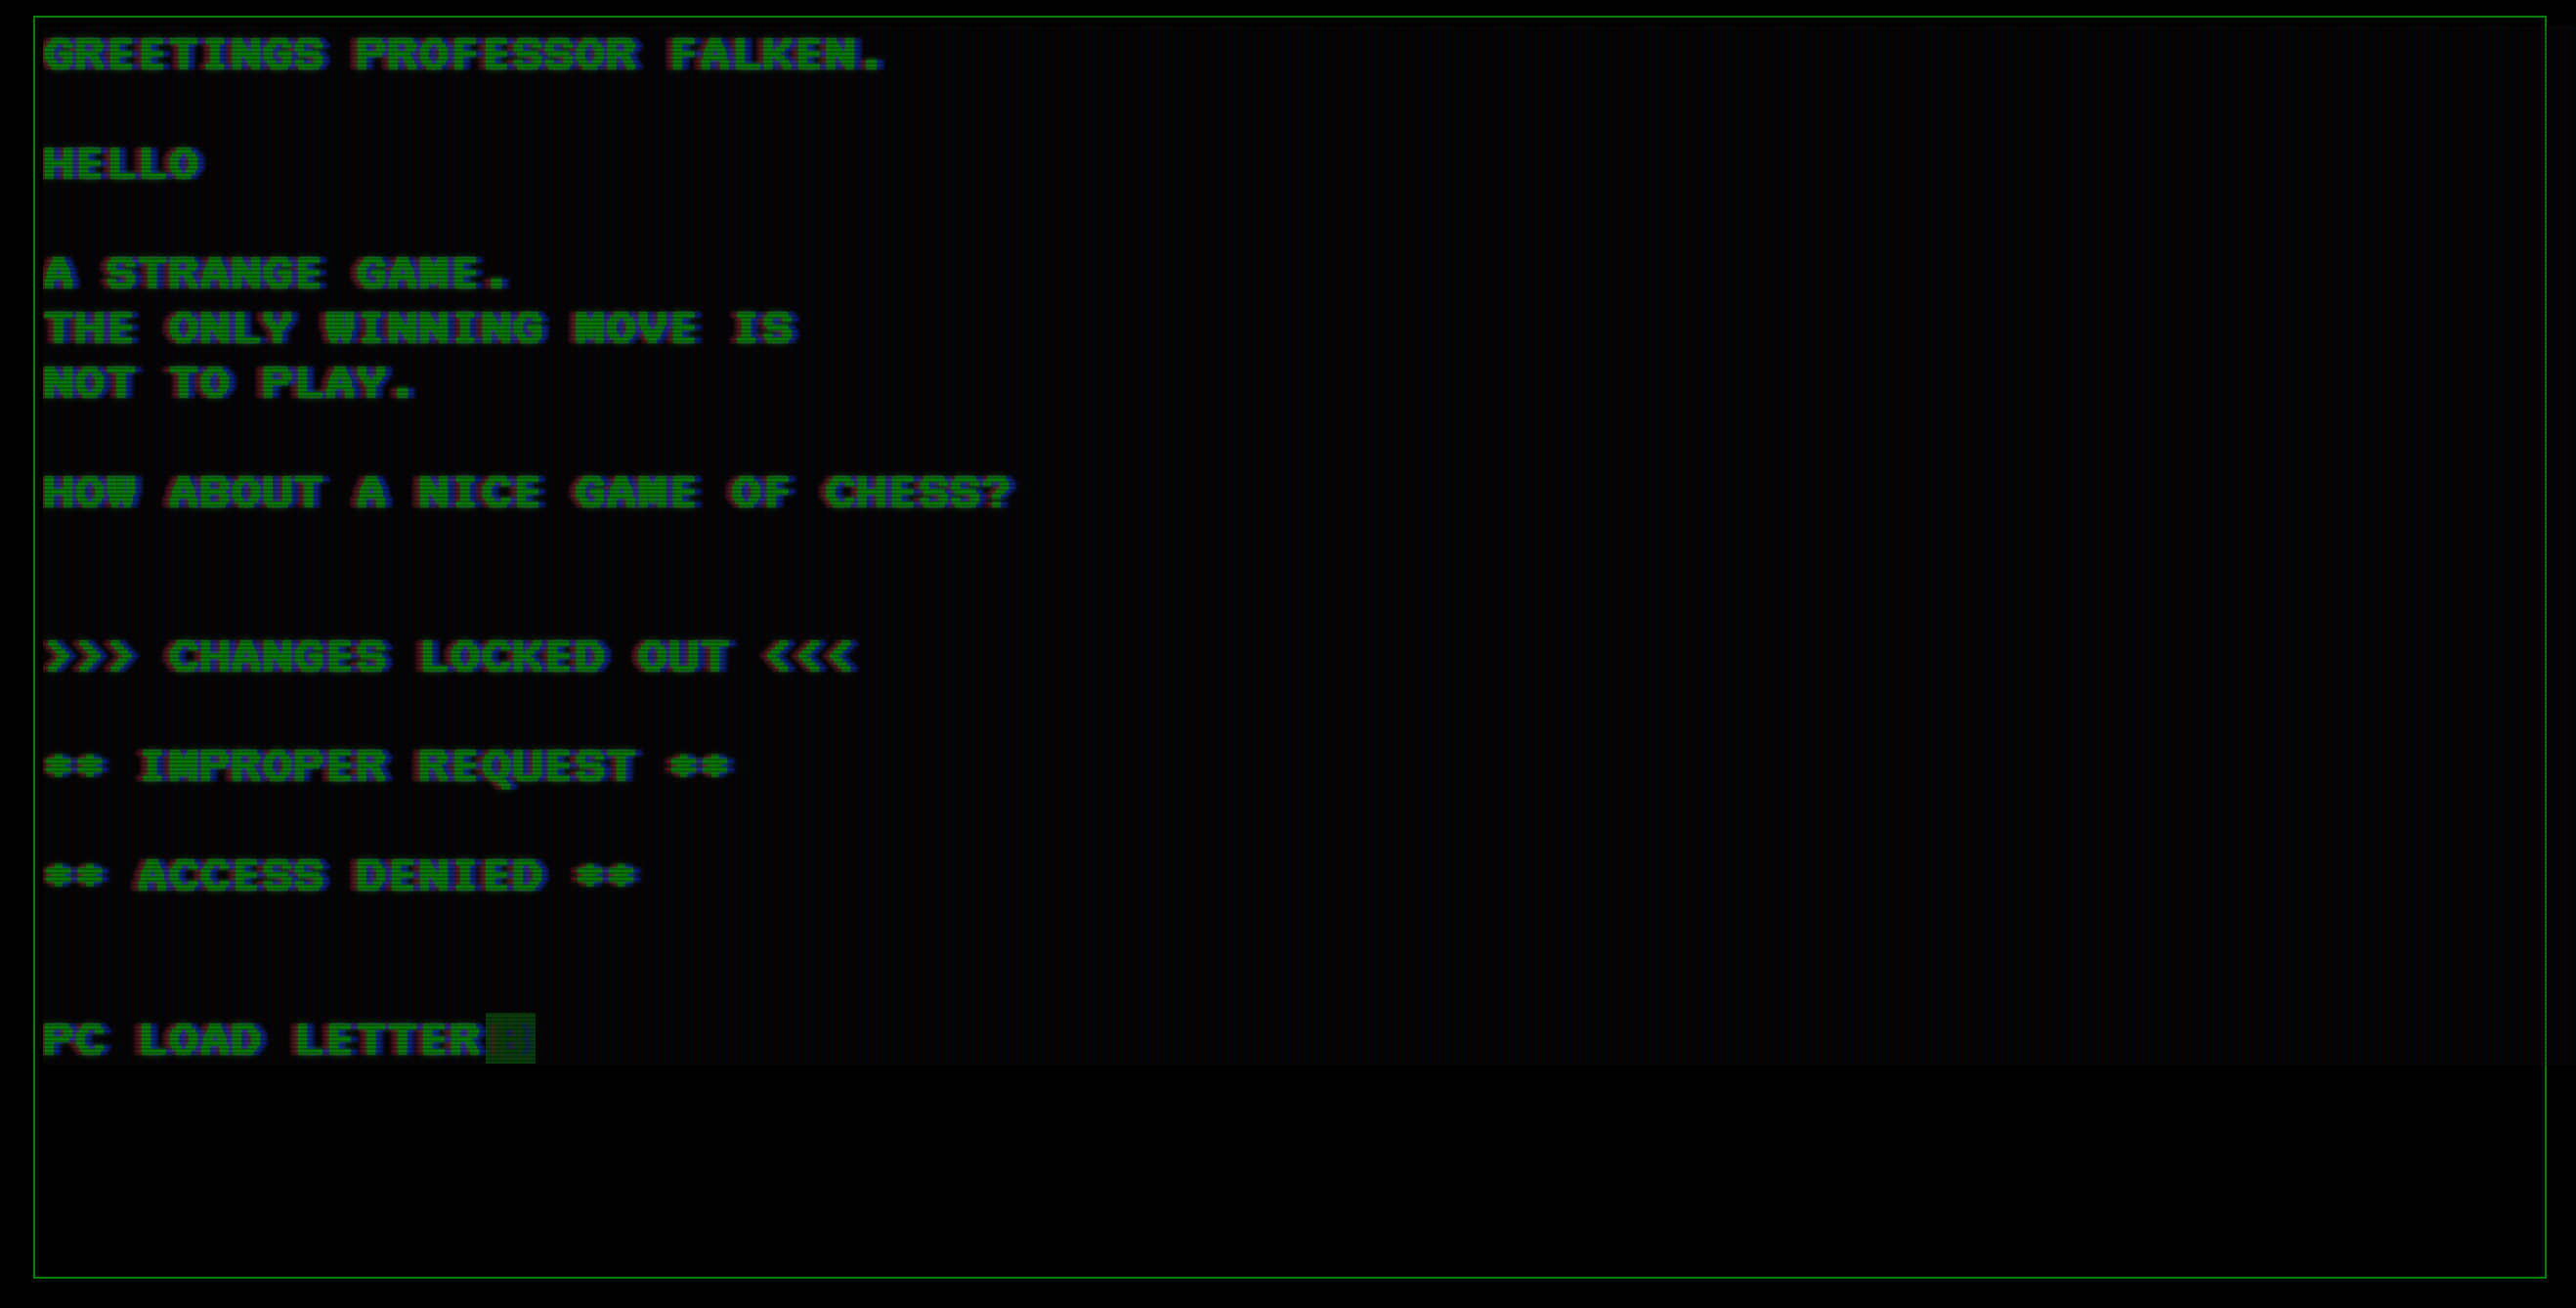 GREETINGS PROFESSOR FALKEN.
HELLO
A STRANGE GAME.
THE ONLY WINNING MOVE IS
NOT TO PLAY.
HOW ABOUT A NICE GAME OF CHESS?
>>> CHANGES LOCKED OUT <<<
** IMPROPER REQUEST **
** ACCESS DENIED **
PC LOAD LETTER